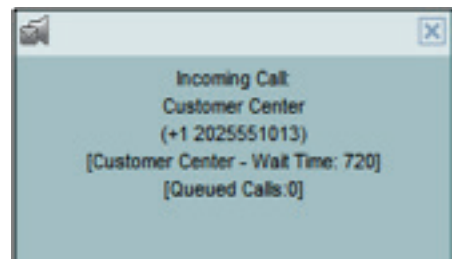 Incoming Call:
Customer Center
(+1 2025551013)
[Customer Center - Wait Time: 720]
[Queued Calls:0]